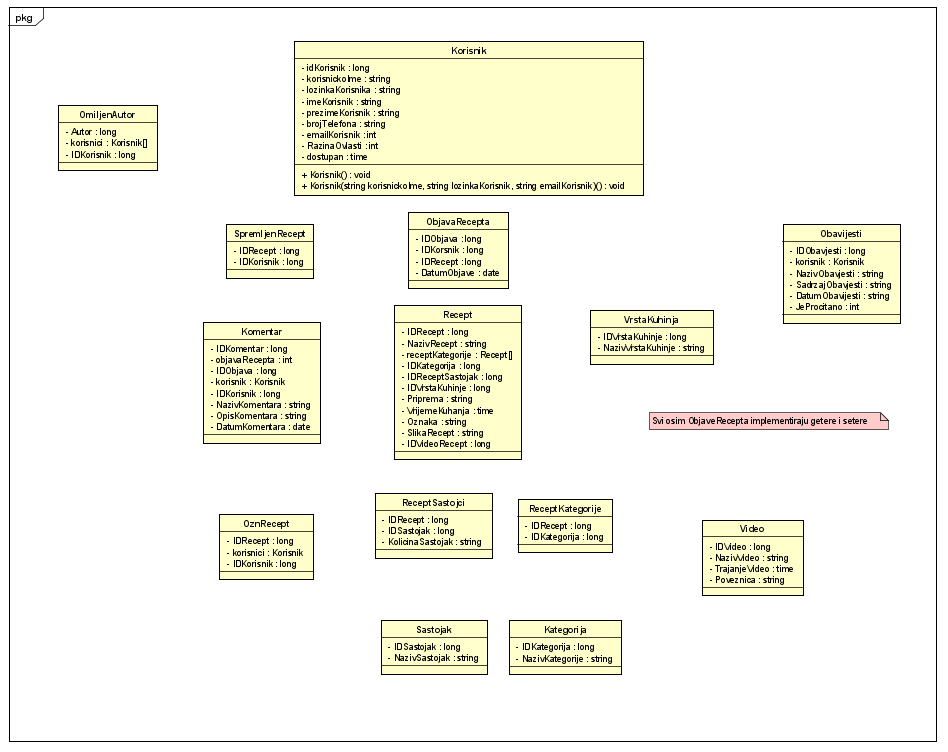 pkg
Korisnik
- idKorisnik : long
- korisnickoIme : string
- lozinkaKorisnika : string
- imeKorisnik : string
- prezimeKorisnik : string
- brojTelefona : string
- emailKorisnik : int
- RazinaOvlasti : int
- dostupan : time
+ Korisnik() : void
+ Korisnik(string korisnickoIme, string lozinkaKorisnik, string emailKorisnik)() : void
OmiljenAutor
- Autor : long
- korisnici : Korisnik[]
- IDKorisnik : long
SpremljenRecept
- IDRecept : long
- IDKorisnik : long
ObjavaRecepta
- IDObjava : long
- IDKorsnik : long
- IDRecept : long
- DatumObjave : date
Obavijesti
- IDObavjesti : long
- korisnik : Korisnik
- NazivObavjesti : string
- SadrzajObavjesti : string
- DatumObavijesti : string
- JeProcitano : int
Komentar
- IDKomentar : long
- objavaRecepta : int
- IDObjava : long
- korisnik : Korisnik
- IDKorisnik : long
- NazivKomentara : string
- OpisKomentara : string
- DatumKomentara : date
Recept
- IDRecept : long
- NazivRecept : string
- receptKategorije : Recept[]
- IDKategorija : long
- IDReceptSastojak : long
- IDVrstaKuhinje : long
- Priprema : string
- VrijemeKuhanja : time
- Oznaka : string
- SlikaRecept : string
- IDVideoRecept : long
VrstaKuhinja
- IDVrstaKuhinje : long
- NazivVrstaKuhinje : string
Svi osim ObjaveRecepta implementiraju getere i setere
OznRecept
- IDRecept : long
- korisnici : Korisnik
- IDKorisnik : long
ReceptSastojci
- IDRecept : long
- IDSastojak : long
- KolicinaSastojak : string
ReceptKategorije
- IDRecept : long
- IDKategorija : long
Video
- IDVideo : long
- NazivVideo : string
- TrajanjeVideo : time
- Poveznica : string
Sastojak
- IDSastojak : long
- NazivSastojak : string
Kategorija
- IDKategorija : long
- NazivKategorije : string